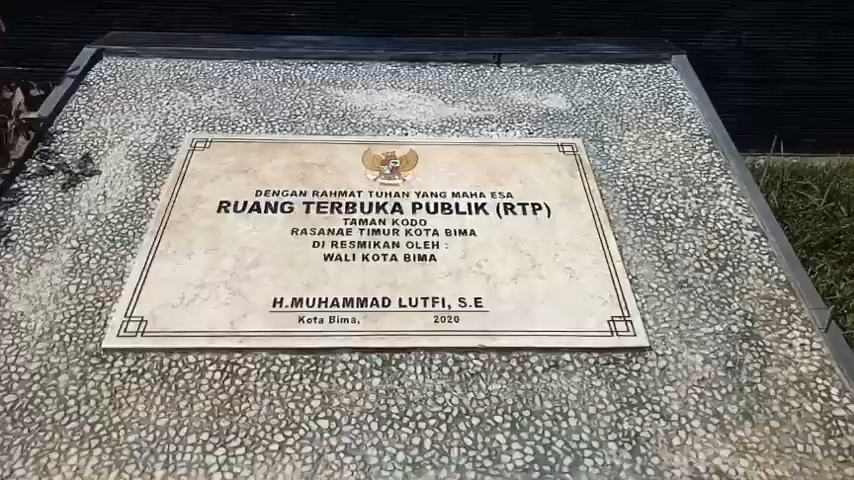 DENGAN RAHMAT TUHAN YANG MAHA ESA
RUANG TERBUKA PUBLIK (RTP)
TAMAN KODO
RASANAE TIMUR KOTA BIMA
DI RESMIKAN OLEH :
WALI KOTA BIMA
H.MUHAMMAD LUTFI, S.E
Kota Bima, 2020